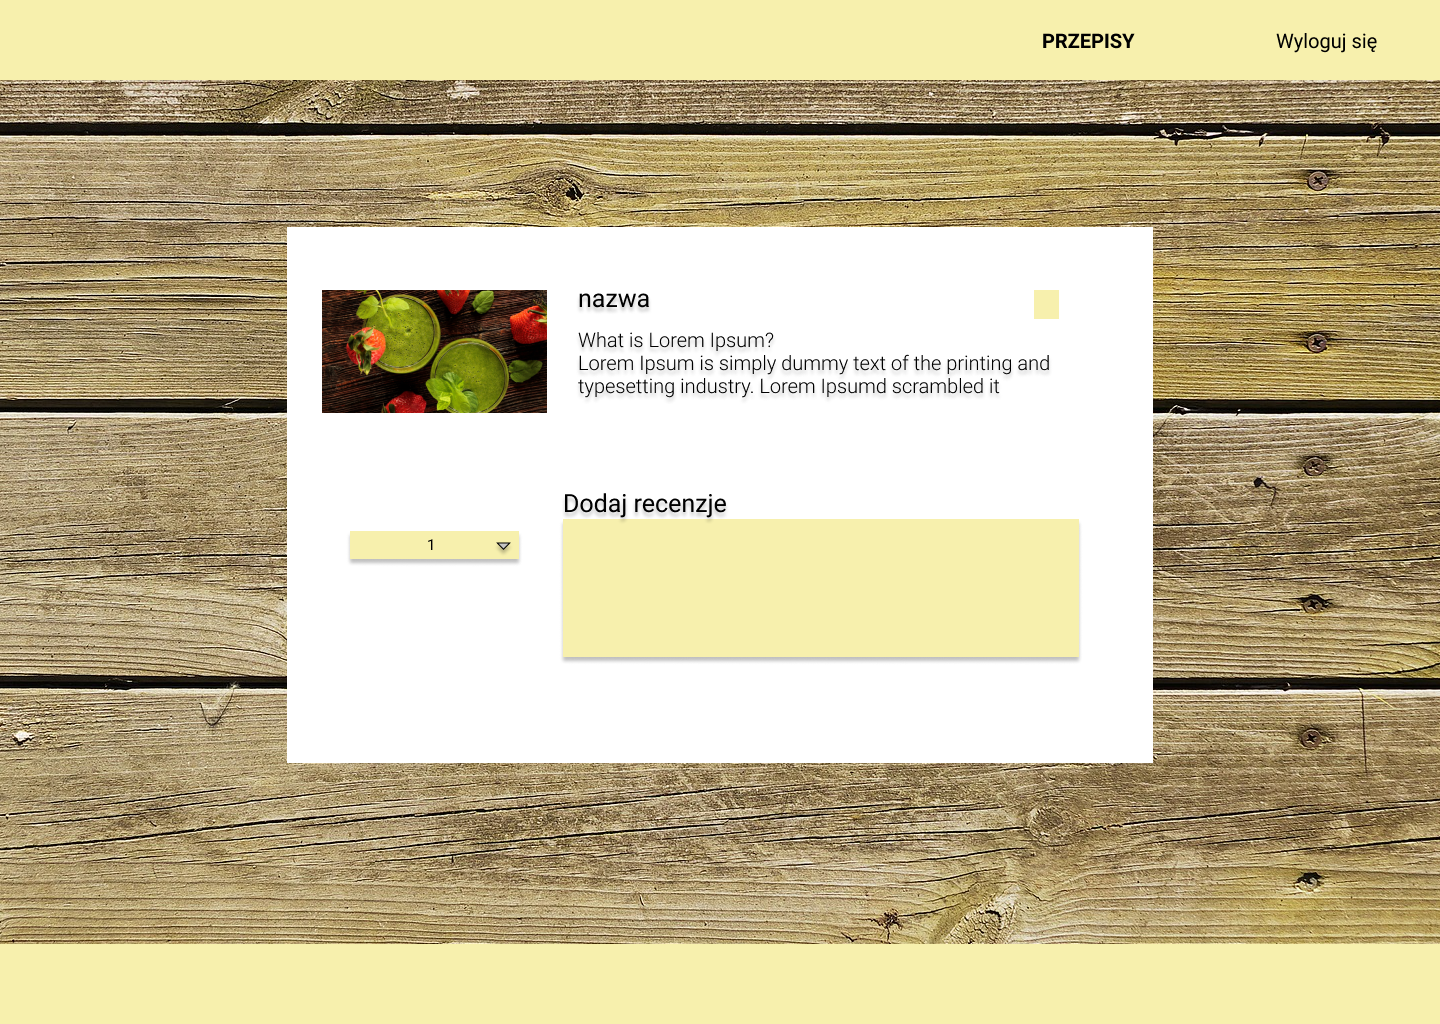 PRZEPISY
Wyloguj się
nazwa
What is Lorem Ipsum?
Lorem Ipsum is simply dummy text of the printing and
typesetting industry. Lorem Ipsumd scrambled it
Dodaj recenzje
1